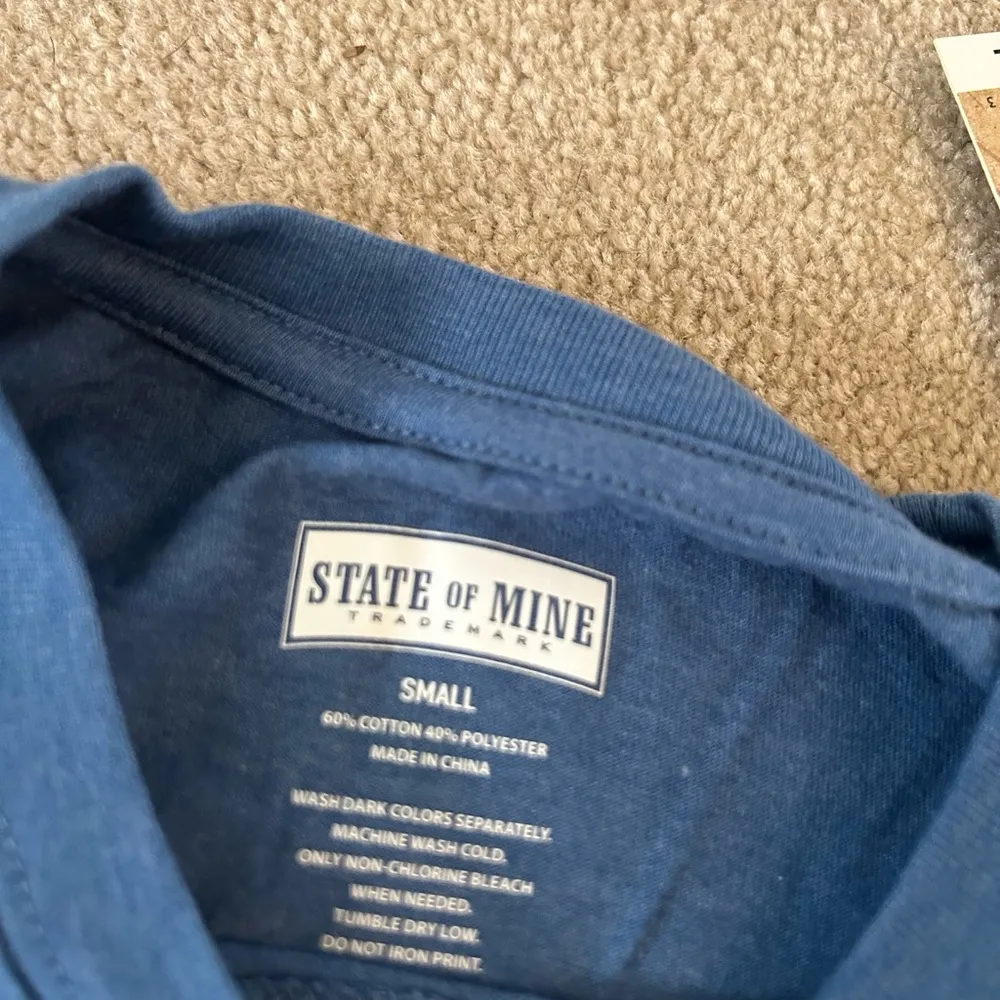 STATE OF MINE
TRADEMARK
SMALL
60% COTTON 40% POLYESTER
MADE IN CHINA
WASH DARK COLORS SEPARATELY.
MACHINE WASH COLD.
ONLY NON-CHLORINE BLEACH
WHEN NEEDED.
TUMBLE DRY LOW.
DO NOT IRON PRINT.